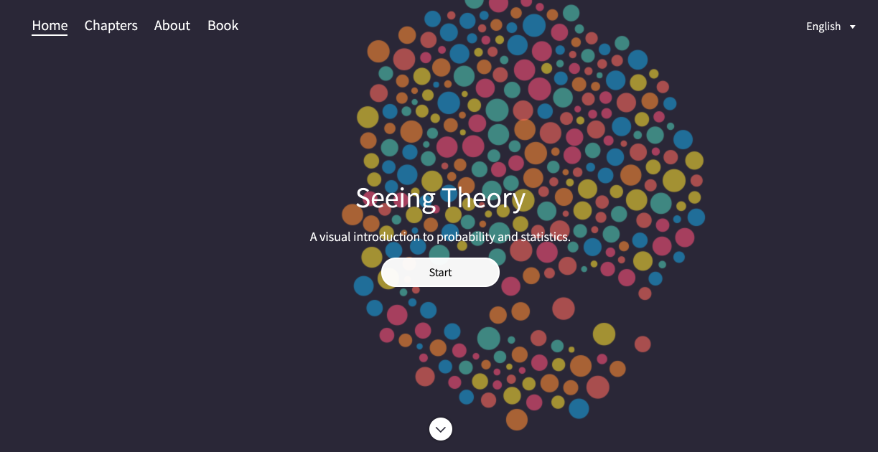 Home Chapters About Book English
Seeing Theory
A visual introduction to probability and statistics.
Start